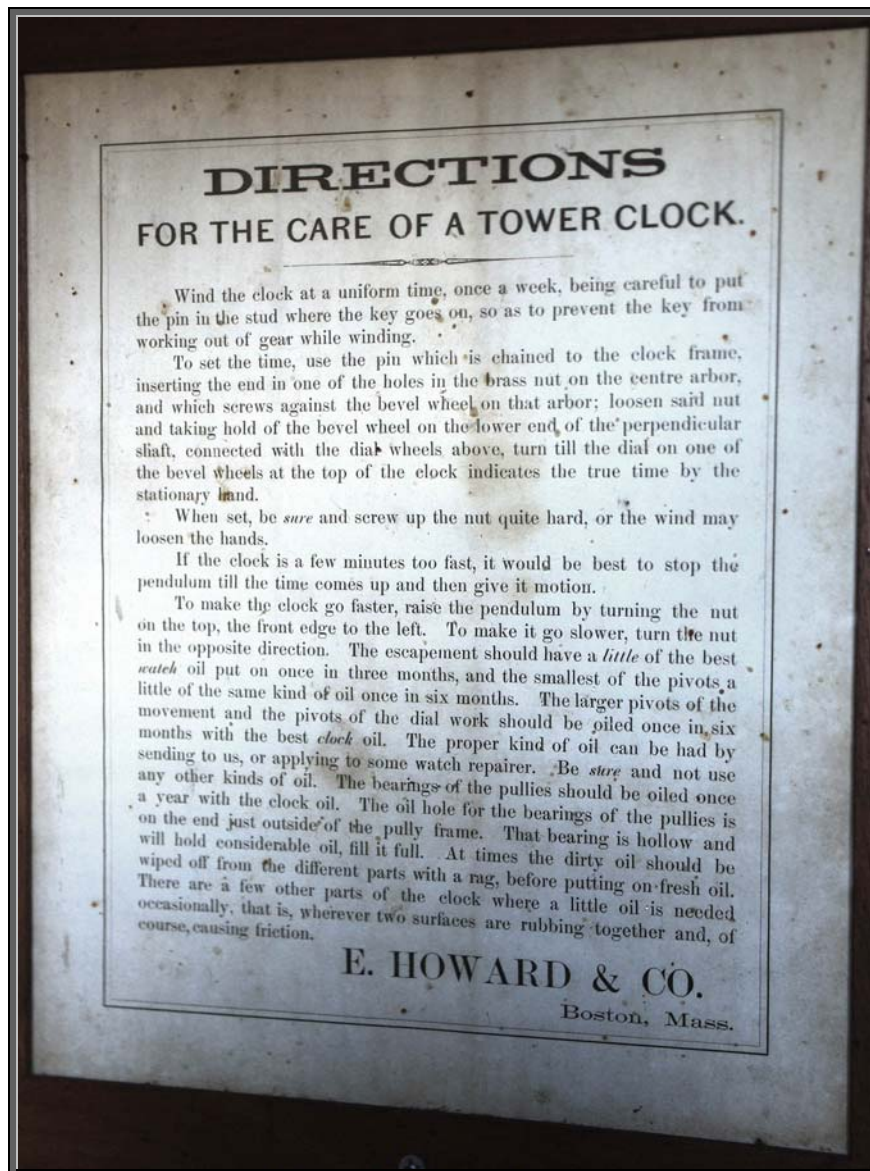 DIRECTIONS
FOR THE CARE OF A TOWER CLOCK.
Wind the clock at a uniform time, once a week, being careful to put
the pin in the stud where the key goes on, so as to prevent the key from
working out of gear while winding.
To set the time, use the pin which is chained to the clock frame,
inserting the end in one of the holes in the brass nut on the centre arbor,
and which screws against the bevel wheel on that arbor; loosen said nut
and taking hold of the bevel wheel on the lower end of the perpendicular
shaft, connected with the dial wheels above, turn till the dial on one of
the bevel wheels at the top of the clock indicates the true time by the
stationary hand.
When set, be sure and screw up the nut quite hard, or the wind may
loosen the hands.
If the clock is a few minutes too fast, it would be best to stop the
pendulum till the time comes up and then give it motion.
To make the clock go faster, raise the pendulum by turning the nut
on the top, the front edge to the left. To make it go slower, turn the nut
in the opposite direction. The escapement should have a little of the best
watch oil put on once in three months, and the smallest of the pivots a
little of the same kind of oil once in six months. The larger pivots of the
movement and the pivots of the dial work should be oiled once in six
months with the best clock oil. The proper kind of oil can be had by
sending to us, or applying to some watch repairer. Be sure and not use
any other kinds of oil. The bearings of the pullies should be oiled once
a year with the clock oil. The oil hole for the bearings of the pullies is
on the end just outside of the pully frame. That bearing is hollow and
will hold considerable oil, fill it full. At times the dirty oil should be
wiped off from the different parts with a rag, before putting on fresh oil.
There are a few other parts of the clock where a little oil is needed
occasionally, that is, wherever two surfaces are rubbing together and, of
course, causing friction.
E. HOWARD & CO.
Boston, Mass.